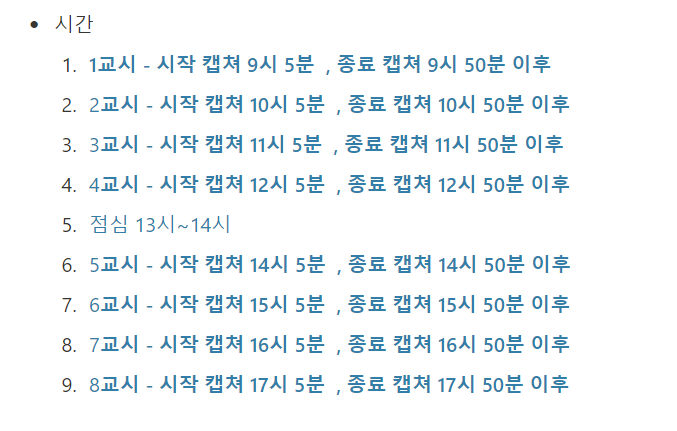 • 시간
1. 1교시 - 시작 캡쳐 9시 5분 , 종료 캡쳐 9시 50분 이후
2. 2교시 - 시작 캡쳐 10시 5분 , 종료 캡쳐 10시 50분 이후
3. 3교시 - 시작 캡쳐 11시 5분 , 종료 캡쳐 11시 50분 이후
4. 4교시 - 시작 캡쳐 12시 5분 , 종료 캡쳐 12시 50분 이후
5. 점심 13시~14시
6. 5교시 - 시작 캡쳐 14시 5분 , 종료 캡쳐 14시 50분 이후
7. 6교시 - 시작 캡쳐 15시 5분 , 종료 캡쳐 15시 50분 이후
8. 7교시 - 시작 캡쳐 16시 5분 , 종료 캡쳐 16시 50분 이후
9. 8교시 - 시작 캡쳐 17시 5분 , 종료 캡쳐 17시 50분 이후